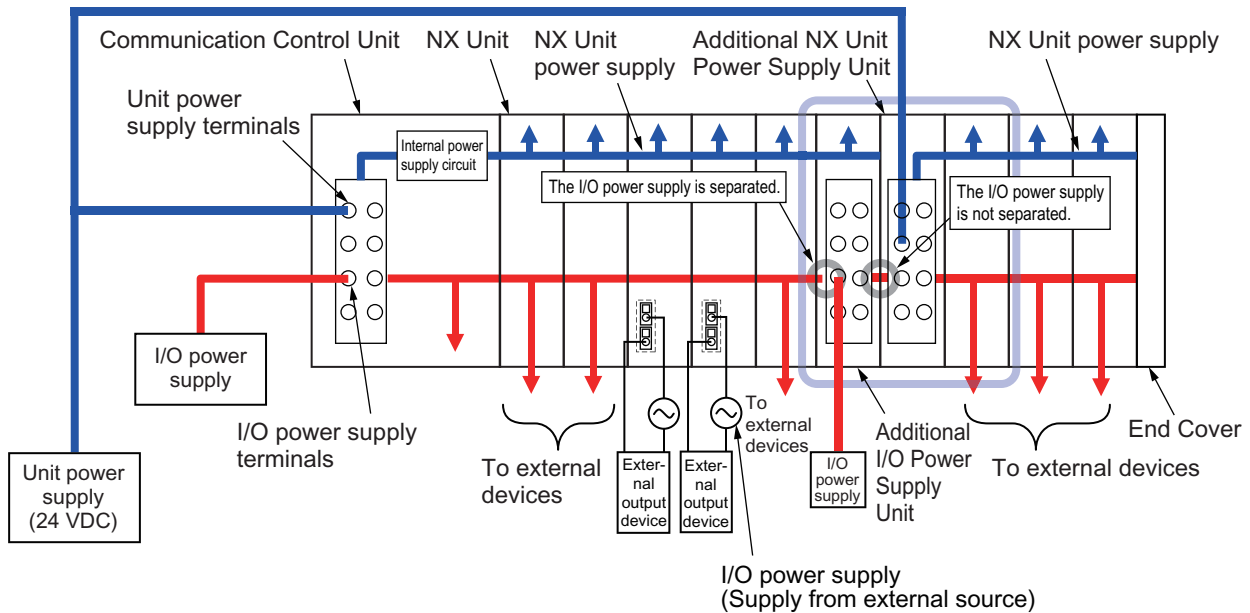 Communication Control Unit
NX Unit
NX Unit
power supply
Additional NX Unit
Power Supply Unit
NX Unit power supply
Unit power
supply terminals
Internal power
supply circuit
The I/O power supply is separated.
The I/O power supply
is not separated.
I/O power
supply
I/O power supply
terminals
Unit power
supply
(24 VDC)
To external
devices
Exter-
nal
output
device
Exter-
nal
output
device
To
external
devices
I/O
power
supply
Additional
I/O Power
Supply
Unit
To external devices
End Cover
I/O power supply
(Supply from external source)